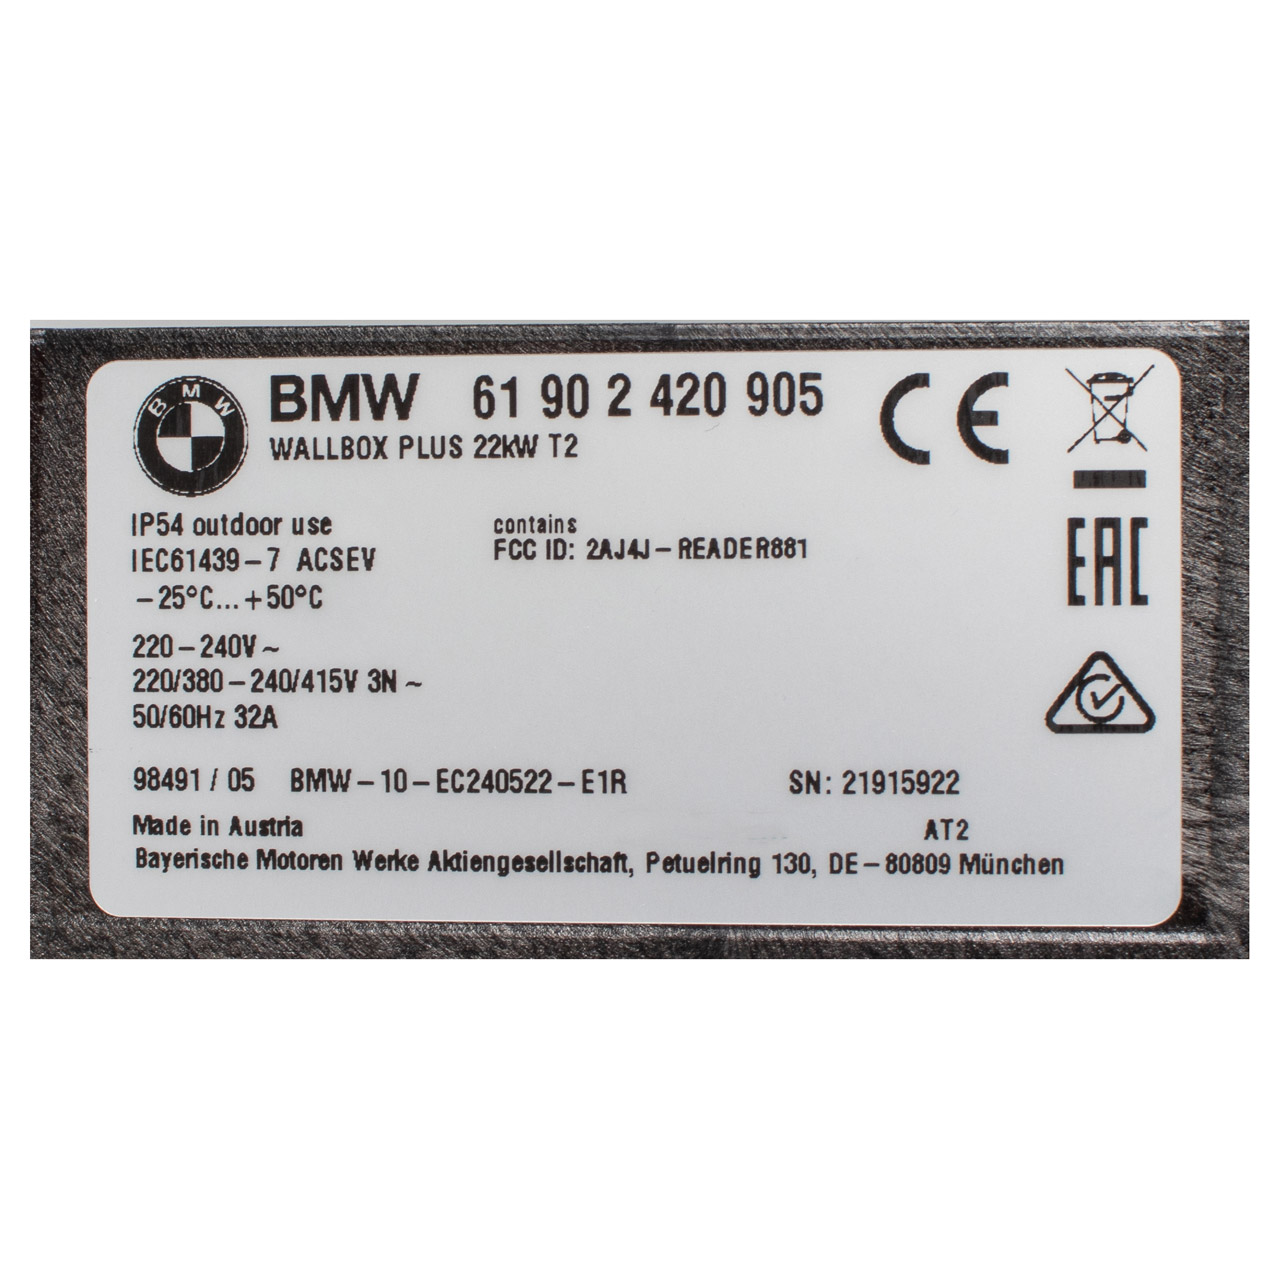 BMW
BMW 61 90 2 420 905
WALLBOX PLUS 22kW T2
CE
IP54 outdoor use
IEC61439-7 ACSEV
-25°C...+50°C
contains
FCC ID: 2AJ4J-READER881
EAC
220-240V ~
220/380-240/415V 3N ~
50/60Hz 32A
98491 / 05 BMW-10-EC240522-E1R SN: 21915922
Made in Austria AT2
Bayerische Motoren Werke Aktiengesellschaft, Petuelring 130, DE-80809 München